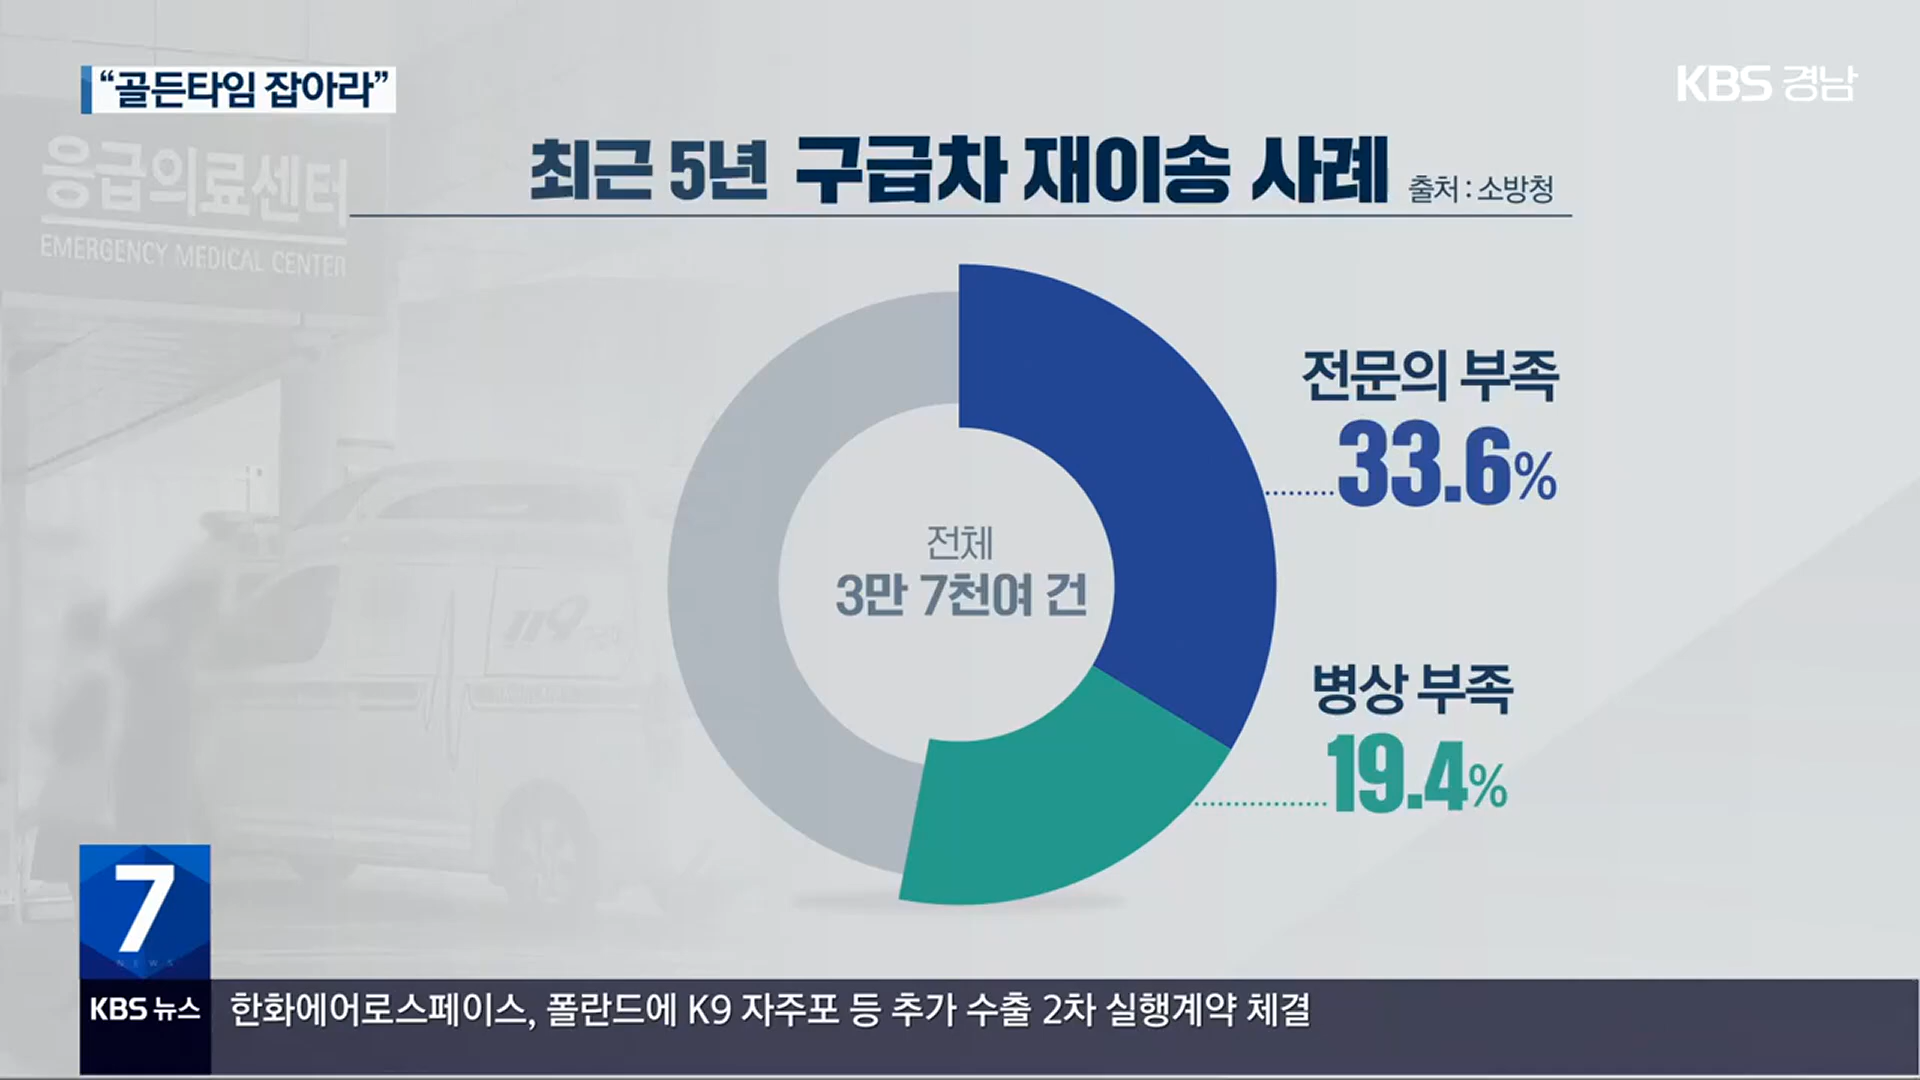 “골든타임 잡아라”
KBS 경남
응급의료센터
EMERGENCY MEDICAL CENTER
최근 5년 구급차 재이송 사례 출처 : 소방청
전문의 부족
33.6%
전체
3만 7천여 건
119
병상 부족
19.4%
7
NEWS
KBS 뉴스
한화에어로스페이스, 폴란드에 K9 자주포 등 추가 수출 2차 실행계약 체결